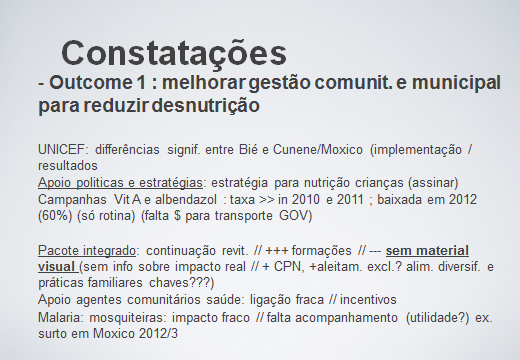 Constatações
- Outcome 1 : melhorar gestão comunit. e municipal
para reduzir desnutrição
UNICEF: differências signif. entre Bié e Cunene/Moxico (implementação /
resultados
Apoio politicas e estratégias: estratégia para nutrição crianças (assinar)
Campanhas Vit A e albendazol : taxa >> in 2010 e 2011 ; baixada em 2012
(60%) (só rotina) (falta $ para transporte GOV)
Pacote integrado: continuação revit. // +++ formações // --- sem material
visual (sem info sobre impacto real // + CPN, +aleitam. excl.? alim. diversif. e
práticas familiares chaves???)
Apoio agentes comunitários saúde: ligação fraca // incentivos
Malaria: mosquiteiras: impacto fraco // falta acompanhamento (utilidade?) ex.
surto em Moxico 2012/3